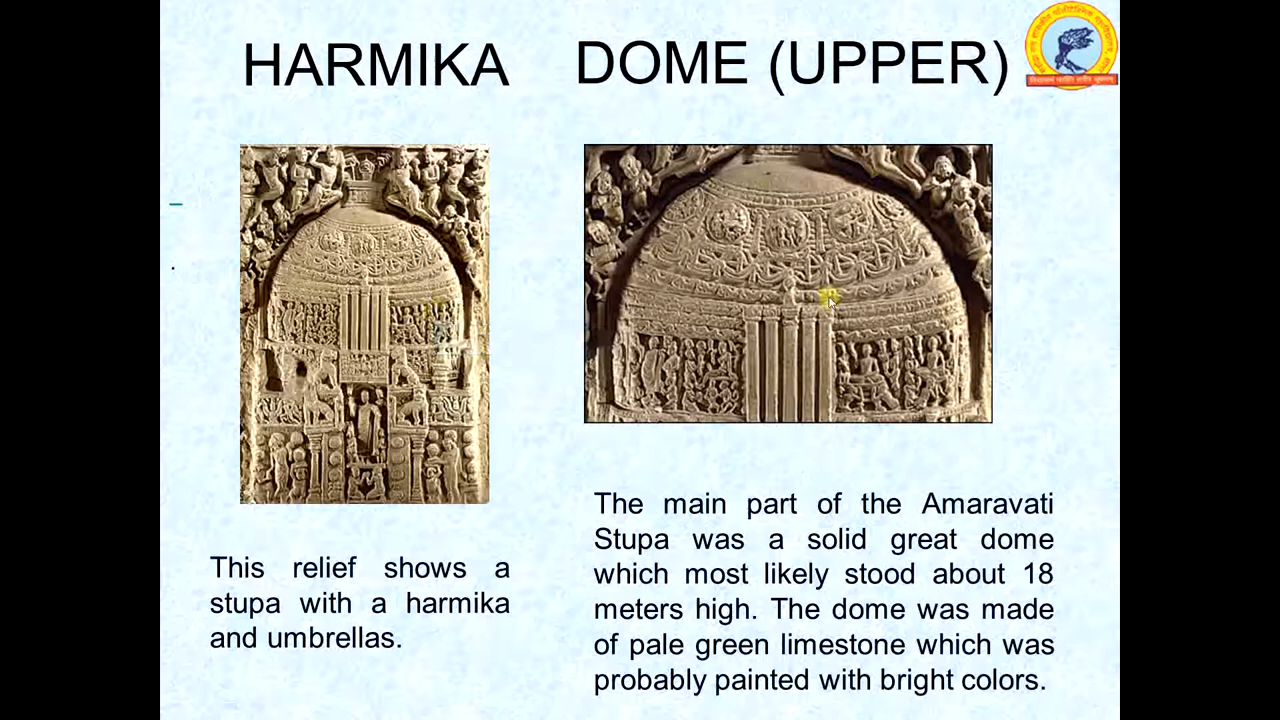 HARMIKA
DOME (UPPER)
This relief shows a
stupa with a harmika
and umbrellas.
The main part of the Amaravati
Stupa was a solid great dome
which most likely stood about 18
meters high. The dome was made
of pale green limestone which was
probably painted with bright colors.